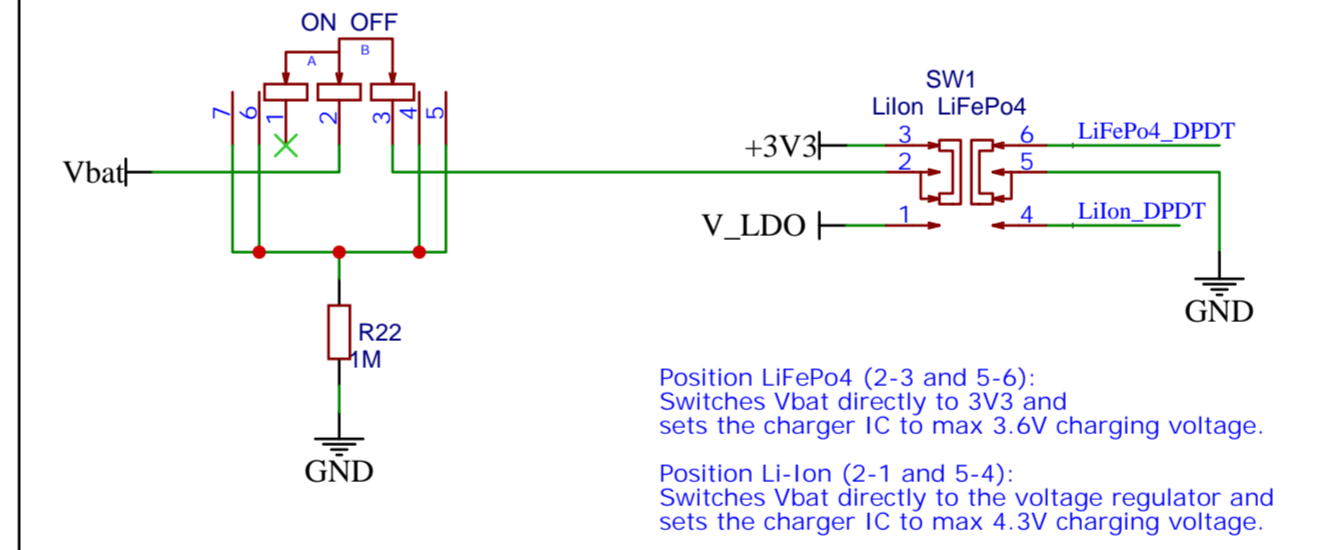 ON OFF
A
B
7
6
1
2
3
4
5
Vbat
R22
1M
GND
SW1
LiIon LiFePo4
+3V3
3
6
LiFePo4_DPDT
2
5
V_LDO
1
4
LiIon_DPDT
GND
Position LiFePo4 (2-3 and 5-6):
Switches Vbat directly to 3V3 and
sets the charger IC to max 3.6V charging voltage.
Position Li-Ion (2-1 and 5-4):
Switches Vbat directly to the voltage regulator and
sets the charger IC to max 4.3V charging voltage.